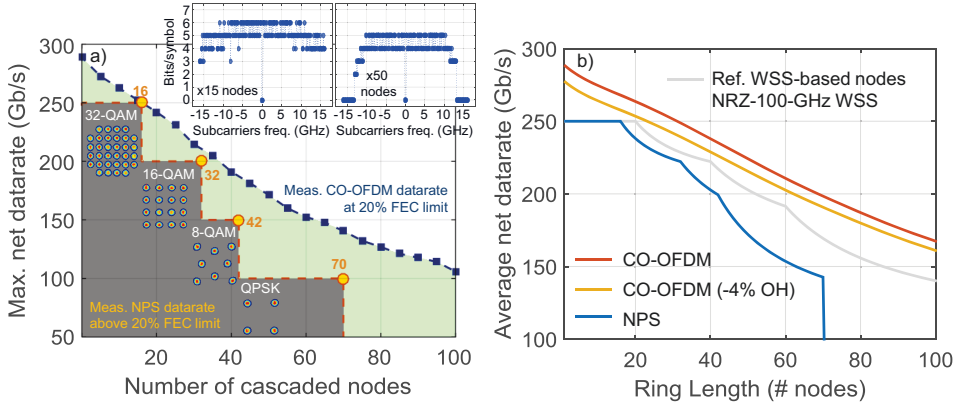 7
6
5
4
3
2
1
0
Bits/symbol
x15 nodes
-15 -10 -5 0 5 10 15
Subcarriers freq. (GHz)
x50
nodes
-15 -10 -5 0 5 10 15
Subcarriers freq. (GHz)
a)
300
250
200
150
100
50
Max. net datarate (Gb/s)
16
32-QAM
16-QAM
32
8-QAM
42
QPSK
70
Meas. CO-OFDM datarate
at 20% FEC limit
Meas. NPS datarate
above 20% FEC limit
20 40 60 80 100
Number of cascaded nodes
b)
300
250
200
150
100
Average net datarate (Gb/s)
Ref. WSS-based nodes
NRZ-100-GHz WSS
CO-OFDM
CO-OFDM (-4% OH)
NPS
20 40 60 80 100
Ring Length (# nodes)